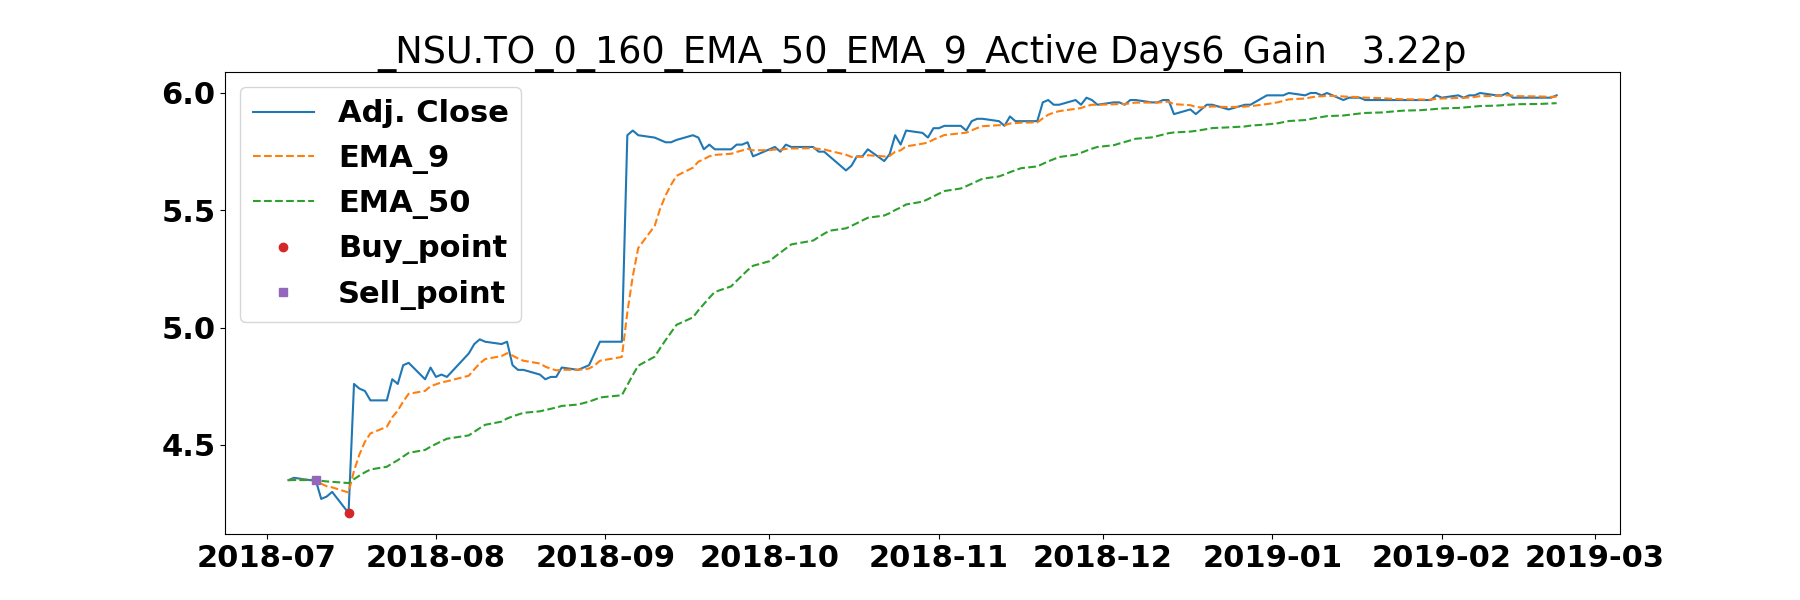 _NSU.TO_0_160_EMA_50_EMA_9_Active Days6_Gain   3.22p
6.0
5.5
5.0
4.5
Adj. Close
EMA_9
EMA_50
Buy_point
Sell_point
2018-07 2018-08 2018-09 2018-10 2018-11 2018-12 2019-01 2019-02 2019-03